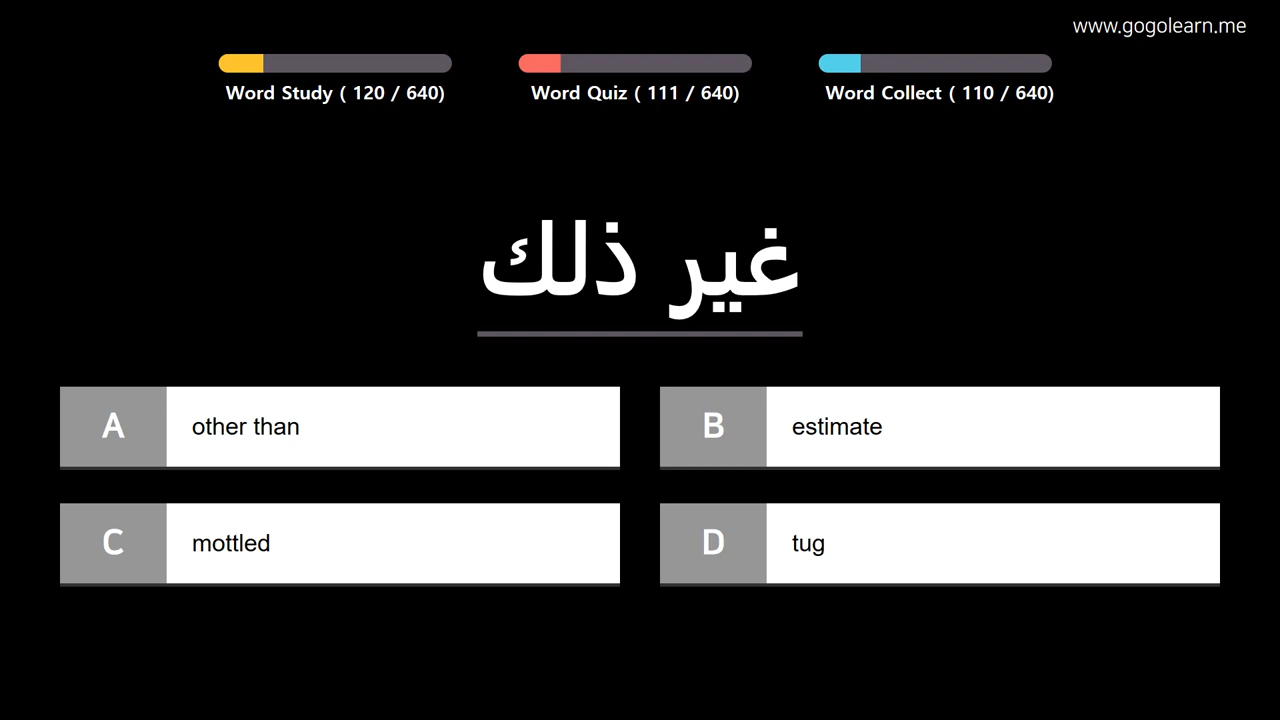 www.gogolearn.me
Word Study ( 120 / 640)
Word Quiz ( 111 / 640)
Word Collect ( 110 / 640)
غير ذلك
A other than
B estimate
C mottled
D tug